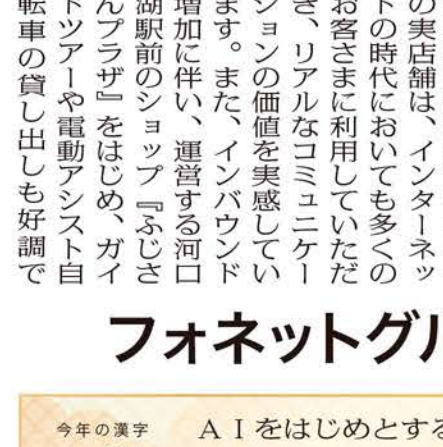 の実店舗は、インターネッ
トの時代においても多くの
お客さまに利用していただ
き、リアルなコミュニケー
ションの価値を実感してい
ます。また、インバウンド
増加に伴い、運営する河口
湖駅前のショップ『ふじさ
んプラザ』をはじめ、ガイ
ドツアーや電動アシスト自
転車の貸し出しも好調で
フォネットグル
今年の漢字
AIをはじめとする